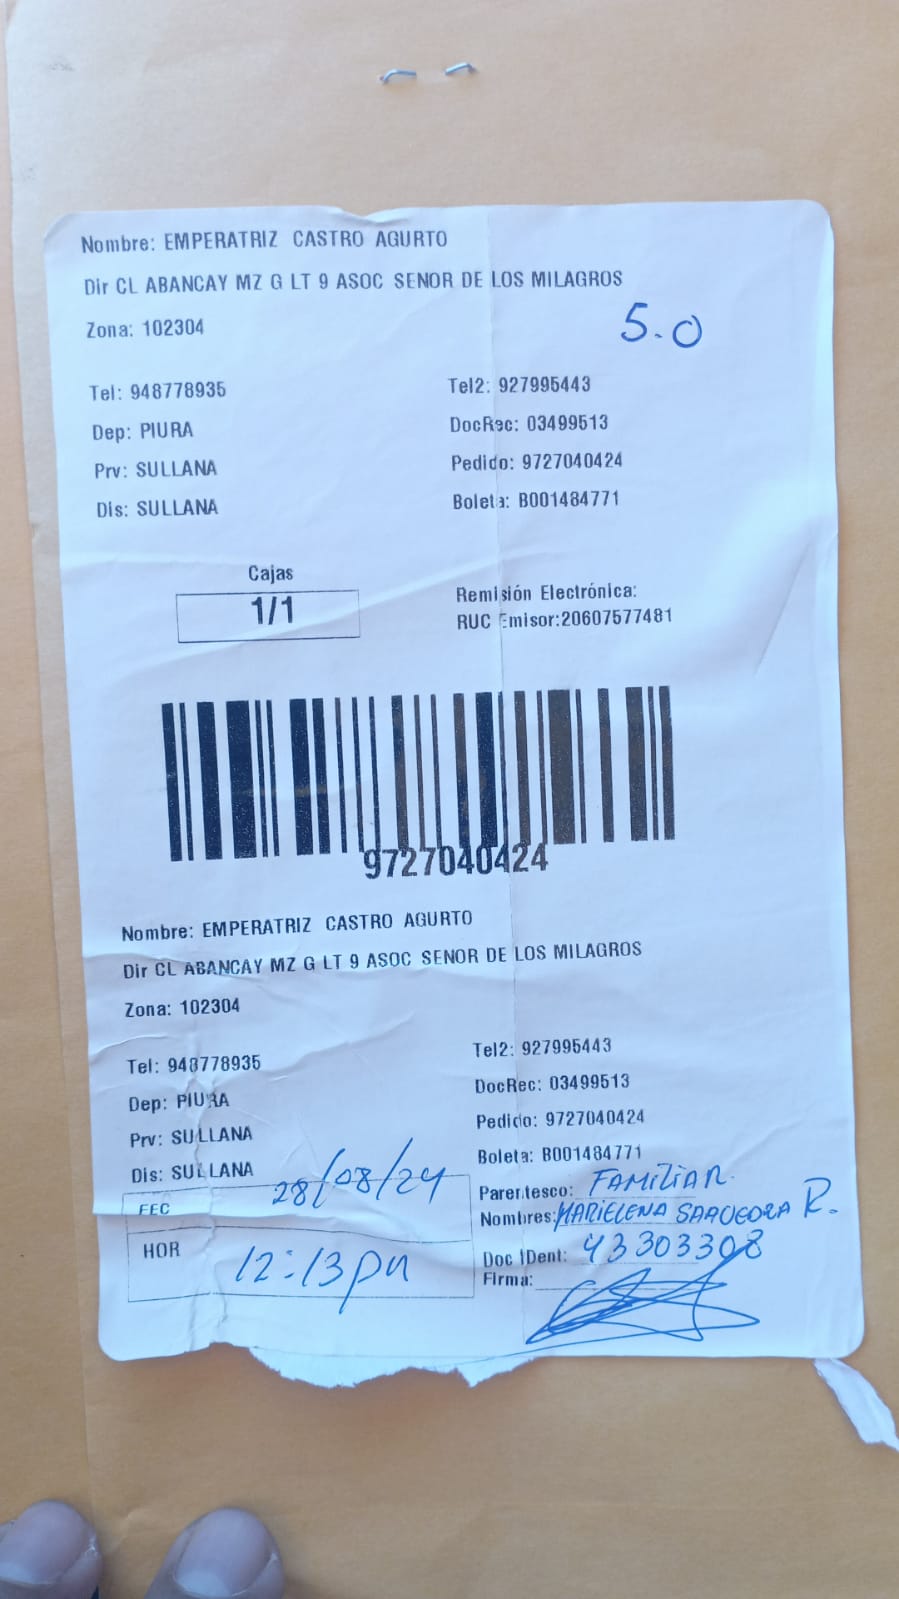 Nombre: EMPERATRIZ CASTRO AGURTO
Dir CL ABANCAY MZ G LT 9 ASOC SENOR DE LOS MILAGROS
Zona: 102304
5.0
Tel: 948778935 Tel2: 927995443
Dep: PIURA DocRec: 03499513
Prv: SULLANA Pedido: 9727040424
Dis: SULLANA Boleta: B001484771
Cajas
1/1
Remisión Electrónica:
RUC Emisor:20607577481
9727040424
Nombre: EMPERATRIZ CASTRO AGURTO
Dir CL ABANCAY MZ G LT 9 ASOC SENOR DE LOS MILAGROS
Zona: 102304
Tel: 948778935 Tel2: 927995443
Dep: PIURA DocRec: 03499513
Prv: SULLANA Pedido: 9727040424
Dis: SULLANA Boleta: B001484771
FEC 28/08/24
Parentesco: FAMILIAR.
Nombres: MARIELENA SAAVEDRA R.
HOR 12:13pm
Doc IDent: 43303308
Firma: